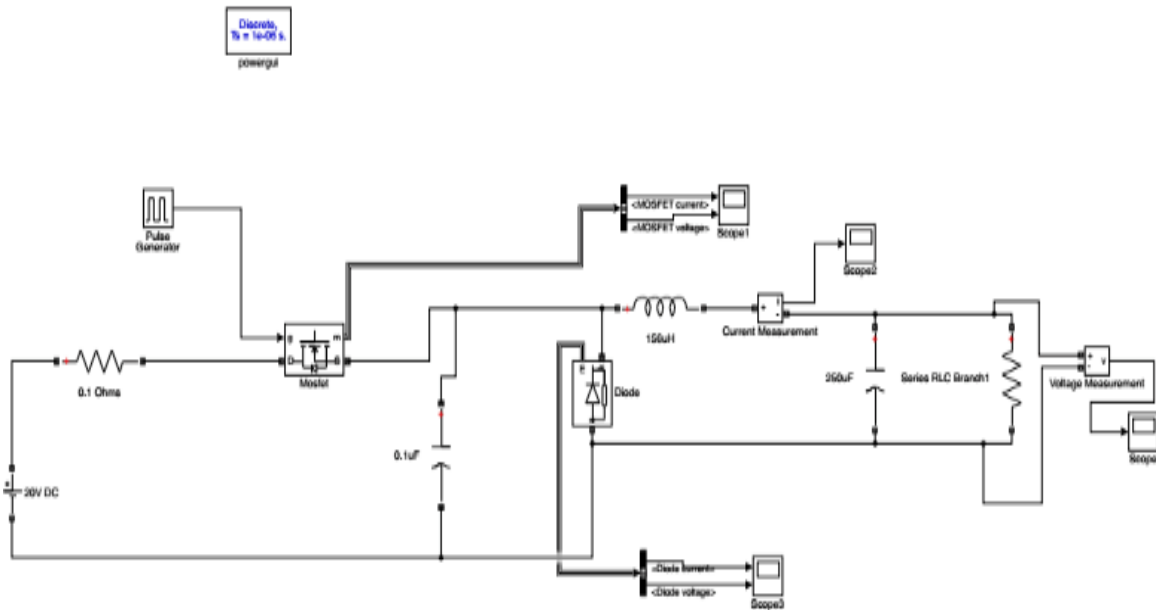 Discrete,
Ts = 1e-06 s.
powergui
Pulse
Generator
<MOSFET current>
<MOSFET voltage>
Scope1
Scope2
g
m
D
S
Mosfet
0.1 Ohms
150uH
+
i
-
Current Measurement
Diode
250uF
Series RLC Branch1
+
-
v
Voltage Measurement
Scope
0.1uF
+
20V DC
<Diode current>
<Diode voltage>
Scope3